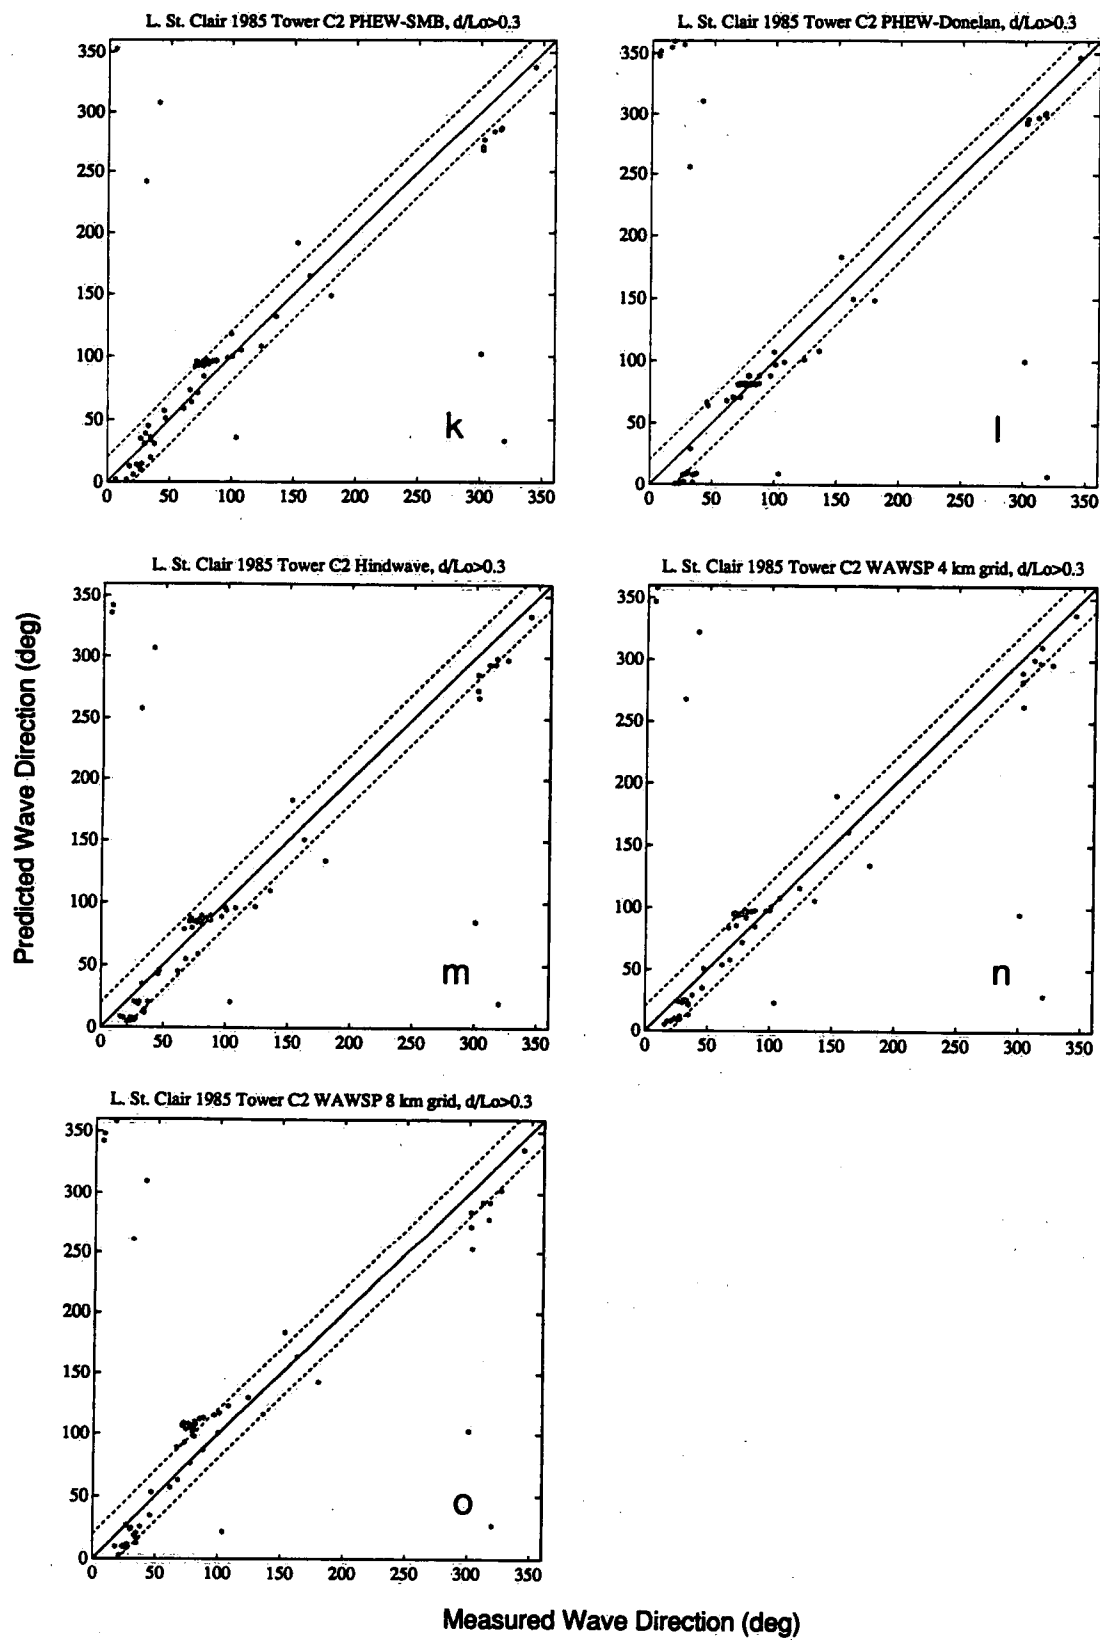 L. St. Clair 1985 Tower C2 PHEW-SMB, d/Lo>0.3
350
300
250
200
150
100
50
0
0 50 100 150 200 250 300 350
k
L. St. Clair 1985 Tower C2 PHEW-Donelan, d/Lo>0.3
350
300
250
200
150
100
50
0
0 50 100 150 200 250 300 350
l
L. St. Clair 1985 Tower C2 Hindwave, d/Lo>0.3
350
300
250
200
150
100
50
0
0 50 100 150 200 250 300 350
m
L. St. Clair 1985 Tower C2 WAWSP 4 km grid, d/Lo>0.3
350
300
250
200
150
100
50
0
0 50 100 150 200 250 300 350
n
L. St. Clair 1985 Tower C2 WAWSP 8 km grid, d/Lo>0.3
350
300
250
200
150
100
50
0
0 50 100 150 200 250 300 350
o
Predicted Wave Direction (deg)
Measured Wave Direction (deg)